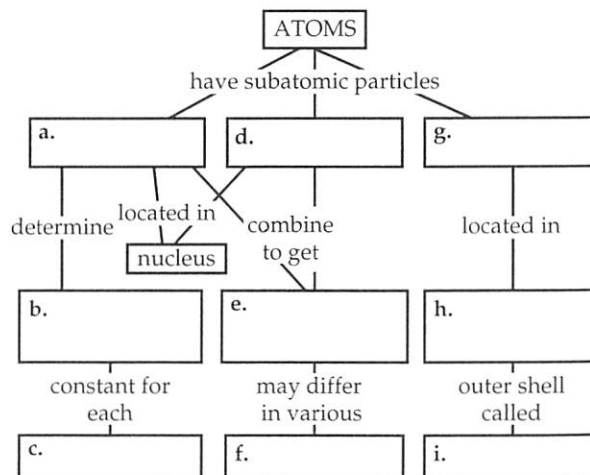 ATOMS
have subatomic particles
a.
d.
g.
determine
located in
combine
to get
located in
nucleus
b.
e.
h.
constant for
each
may differ
in various
outer shell
called
c.
f.
i.